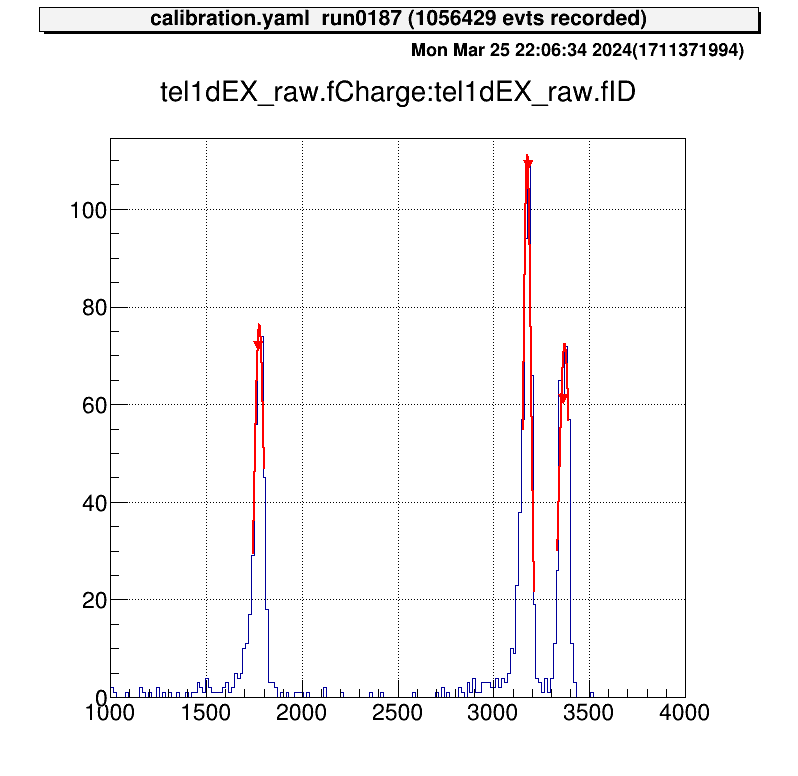 calibration.yaml run0187 (1056429 evts recorded)
Mon Mar 25 22:06:34 2024(1711371994)
tel1dEX_raw.fCharge:tel1dEX_raw.fID
100
80
60
40
20
0
1000 1500 2000 2500 3000 3500 4000